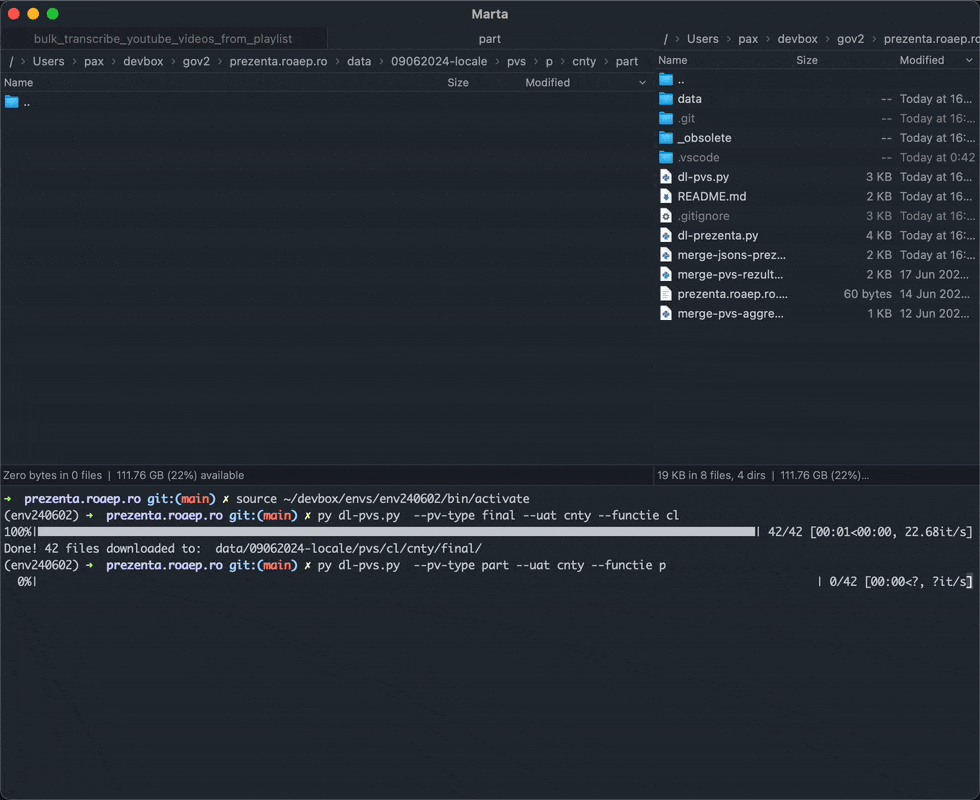 Marta
bulk_transcribe_youtube_videos_from_playlist
part
/ › Users › pax › devbox › gov2 › prezenta.roaep.ro › data › 09062024-locale › pvs › p › cnty › part
Name Size Modified
..
Zero bytes in 0 files | 111.76 GB (22%) available
/ › Users › pax › devbox › gov2 › prezenta.roaep.ro
Name Size Modified
..
data -- Today at 16...
.git -- Today at 16:...
_obsolete -- Today at 16...
.vscode -- Today at 0:42
dl-pvs.py 3 KB Today at 16...
README.md 2 KB Today at 16...
.gitignore 3 KB Today at 16:...
dl-prezenta.py 4 KB Today at 16:...
merge-jsons-prez... 2 KB Today at 16:...
merge-pvs-rezult... 2 KB 17 Jun 202...
prezenta.roaep.ro.... 60 bytes 14 Jun 202...
merge-pvs-aggre... 1 KB 12 Jun 202...
19 KB in 8 files, 4 dirs | 111.76 GB (22%)...
➜ prezenta.roaep.ro git:(main) ✗ source ~/devbox/envs/env240602/bin/activate
(env240602) ➜ prezenta.roaep.ro git:(main) ✗ py dl-pvs.py --pv-type final --uat cnty --functie cl
100%| | 42/42 [00:01<00:00, 22.68it/s]
Done! 42 files downloaded to: data/09062024-locale/pvs/cl/cnty/final/
(env240602) ➜ prezenta.roaep.ro git:(main) ✗ py dl-pvs.py --pv-type part --uat cnty --functie p
0%| | 0/42 [00:00<?, ?it/s]